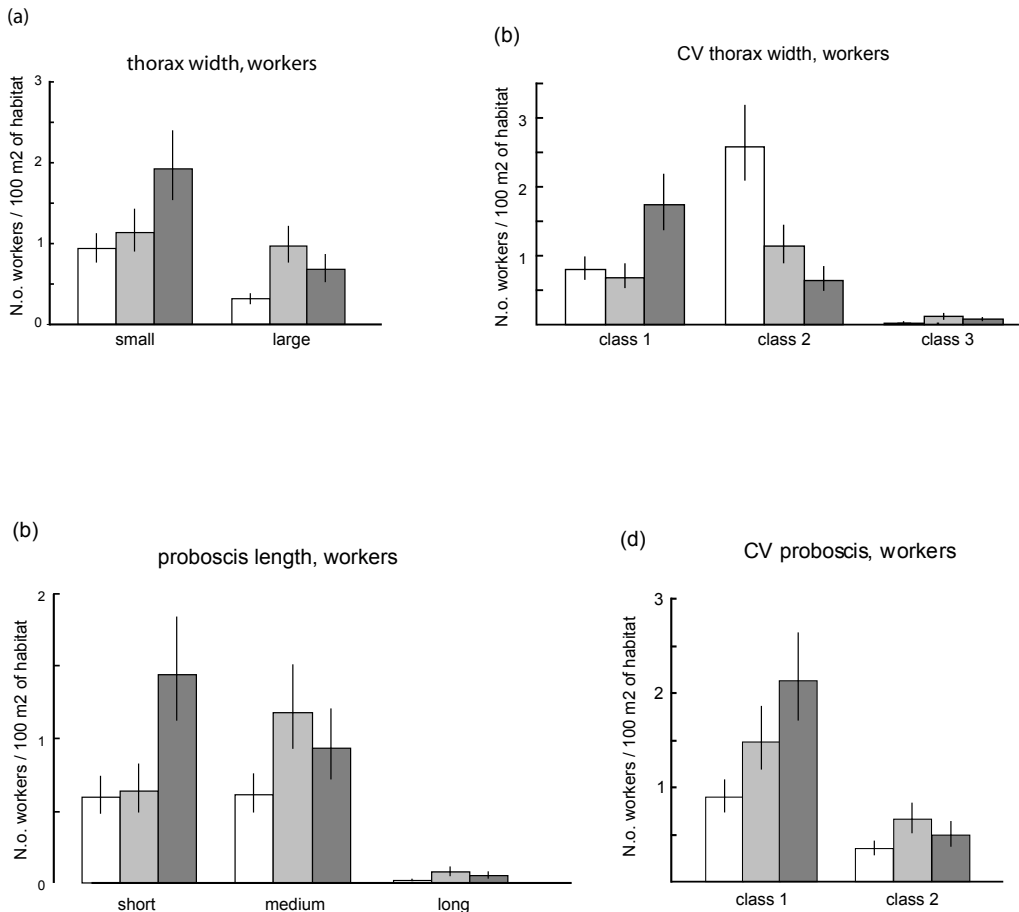 (a)
thorax width, workers
N.o. workers / 100 m2 of habitat
3
2
1
0
small large
(b)
CV thorax width, workers
N.o. workers / 100 m2 of habitat
3
2
1
class 1 class 2 class 3
(b)
proboscis length, workers
N.o. workers / 100 m2 of habitat
2
1
0
short medium long
(d)
CV proboscis, workers
N.o. workers / 100 m2 of habitat
3
2
1
class 1 class 2